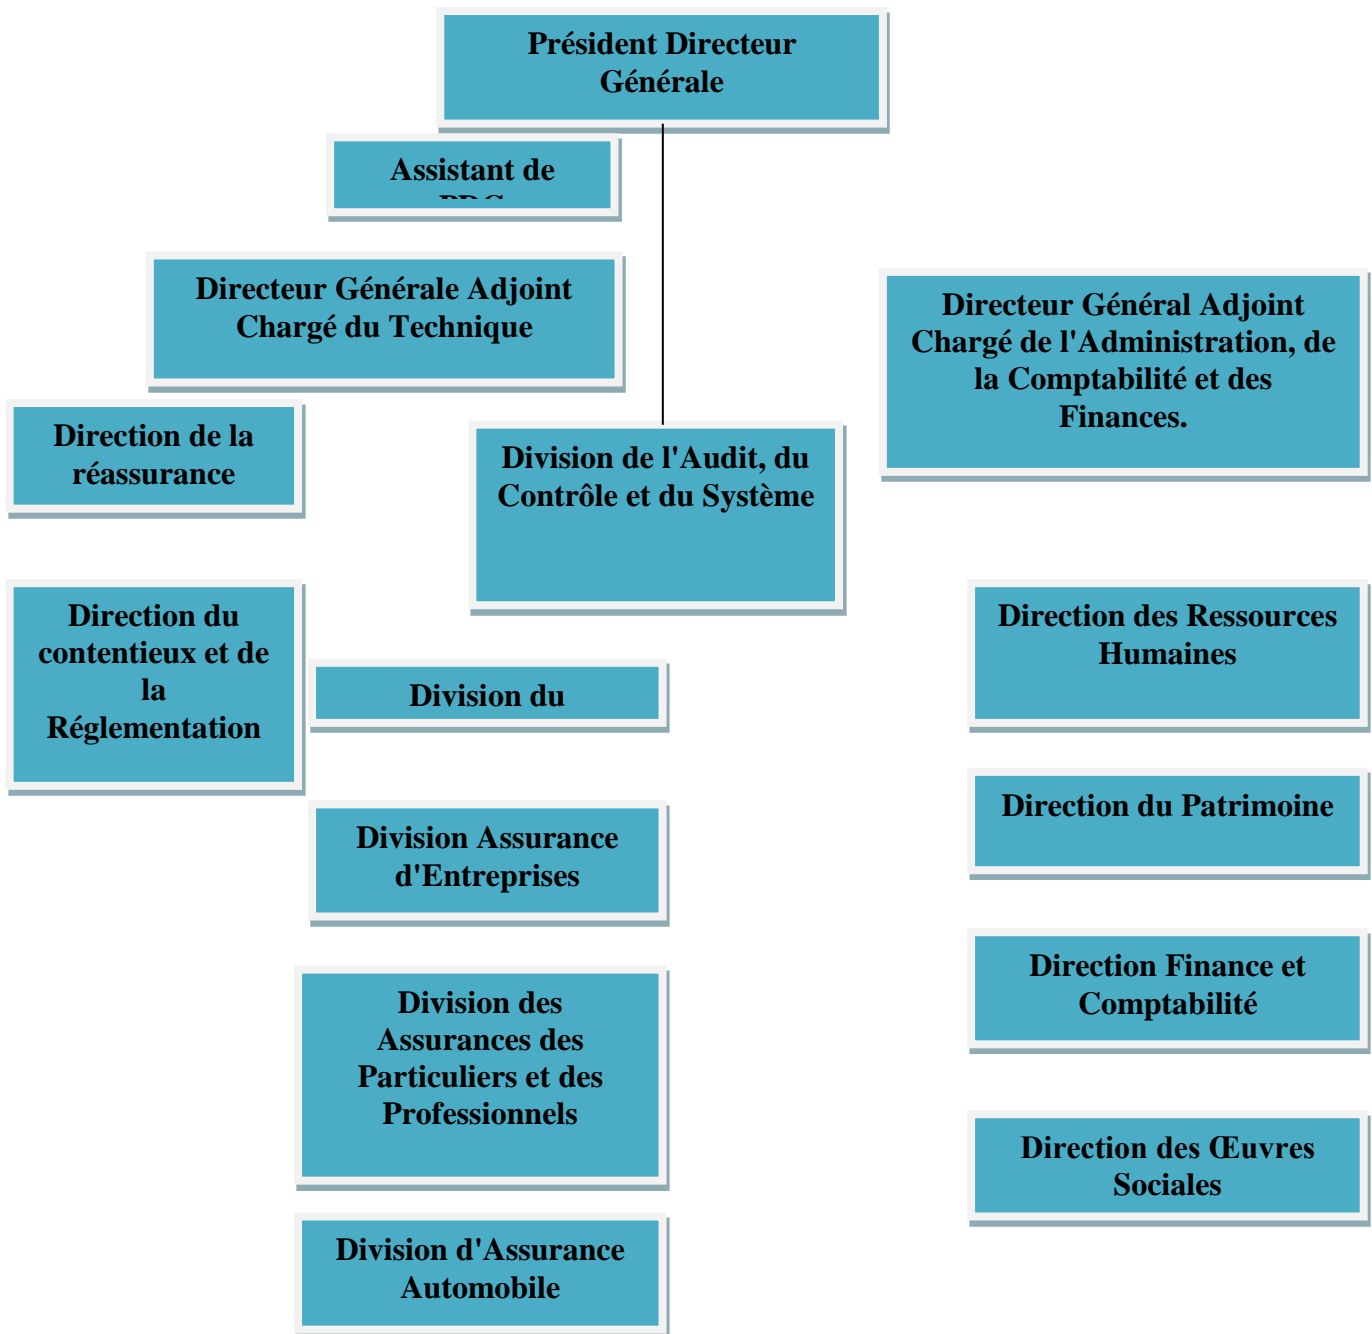 Président Directeur
Générale
Assistant de
Directeur Générale Adjoint
Chargé du Technique
Directeur Général Adjoint
Chargé de l'Administration, de
la Comptabilité et des
Finances.
Direction de la
réassurance
Division de l'Audit, du
Contrôle et du Système
Direction du
contentieux et de
la
Réglementation
Direction des Ressources
Humaines
Division du
Direction du Patrimoine
Division Assurance
d'Entreprises
Direction Finance et
Comptabilité
Division des
Assurances des
Particuliers et des
Professionnels
Direction des Œuvres
Sociales
Division d'Assurance
Automobile